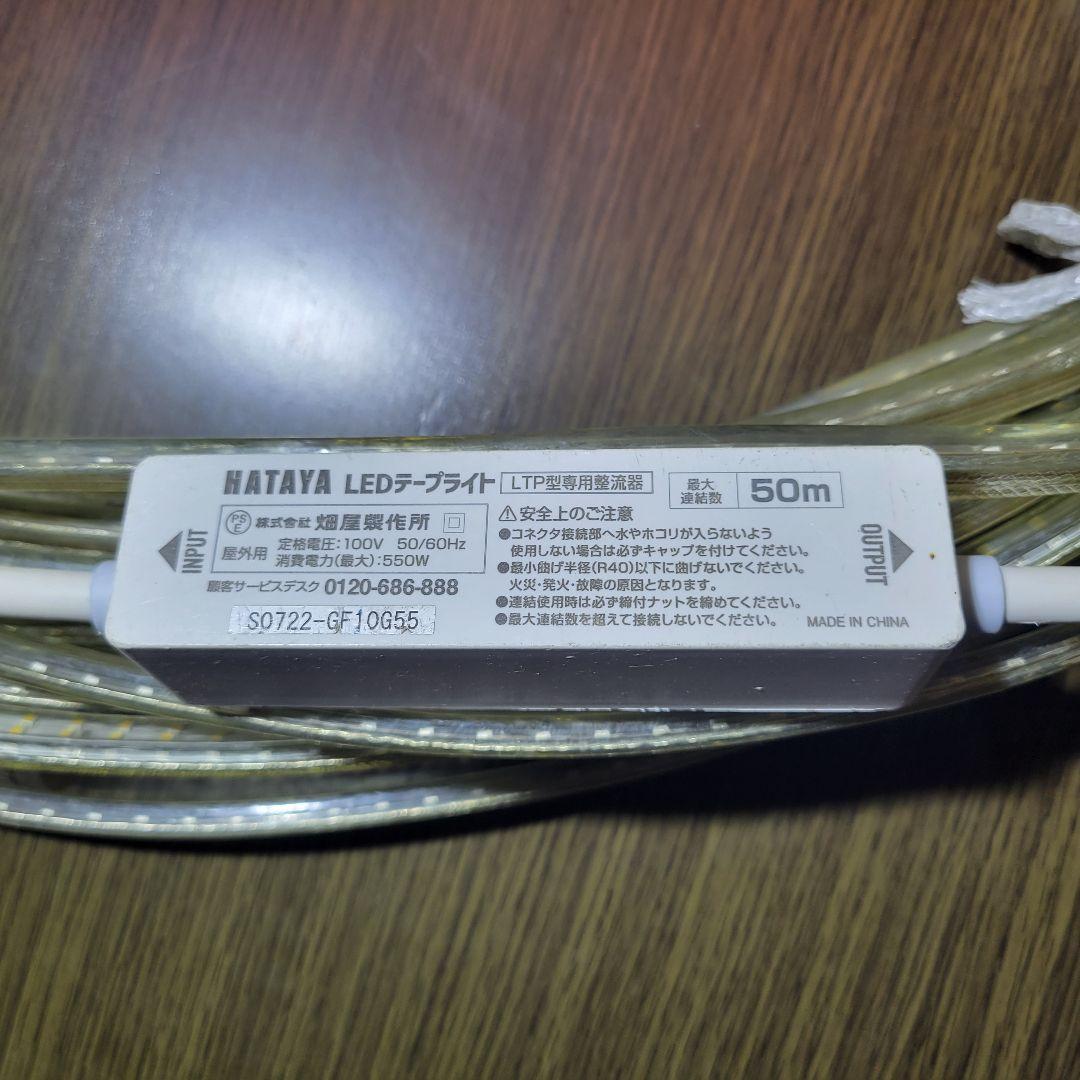 HATAYA LEDテープライト LTP型専用整流器 最大連結数 50m
INPUT
PSE 株式会社 畑屋製作所
屋外用 定格電圧:100V 50/60Hz
消費電力(最大):550W
顧客サービスデスク 0120-686-888
S0722-GF10G55
⚠安全上のご注意
●コネクタ接続部へ水やホコリが入らないよう
使用しない場合は必ずキャップを付けてください。
●最小曲げ半径(R40)以下に曲げないでください。
火災・発火・故障の原因となります。
●連結使用時は必ず締付ナットを締めてください。
●最大連結数を超えて接続しないでください。
OUTPUT
MADE IN CHINA